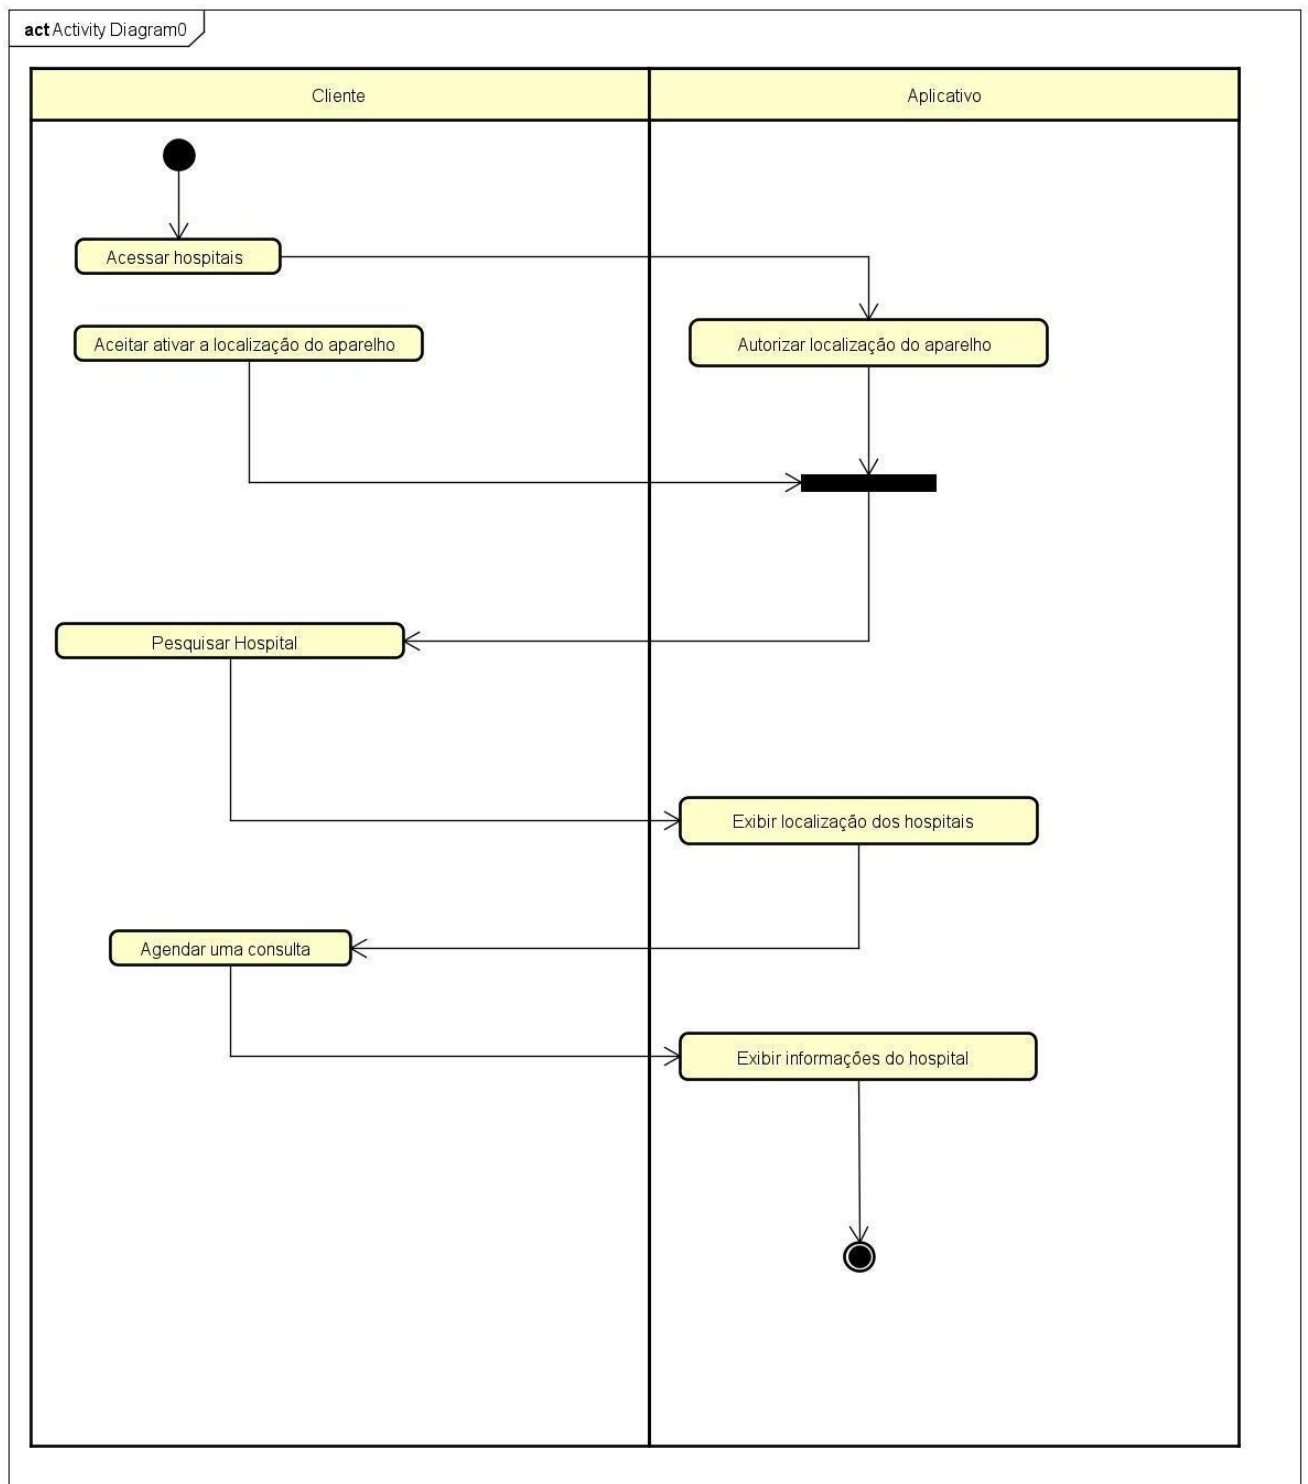 act Activity Diagram0
Cliente
Aplicativo
Acessar hospitais
Aceitar ativar a localização do aparelho
Autorizar localização do aparelho
Pesquisar Hospital
Exibir localização dos hospitais
Agendar uma consulta
Exibir informações do hospital